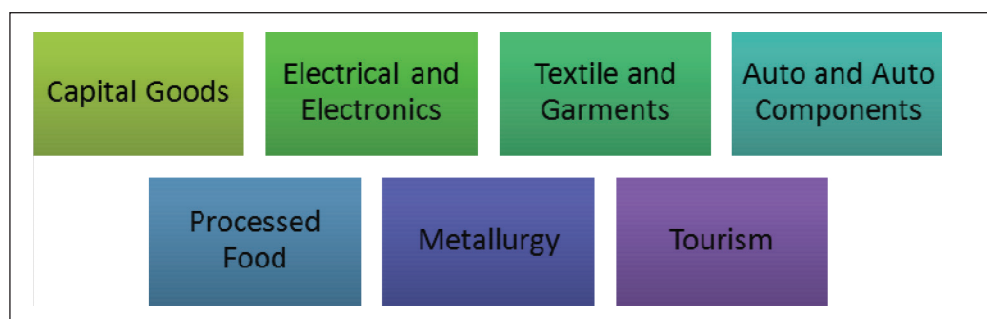 Capital Goods
Electrical and
Electronics
Textile and
Garments
Auto and Auto
Components
Processed
Food
Metallurgy
Tourism